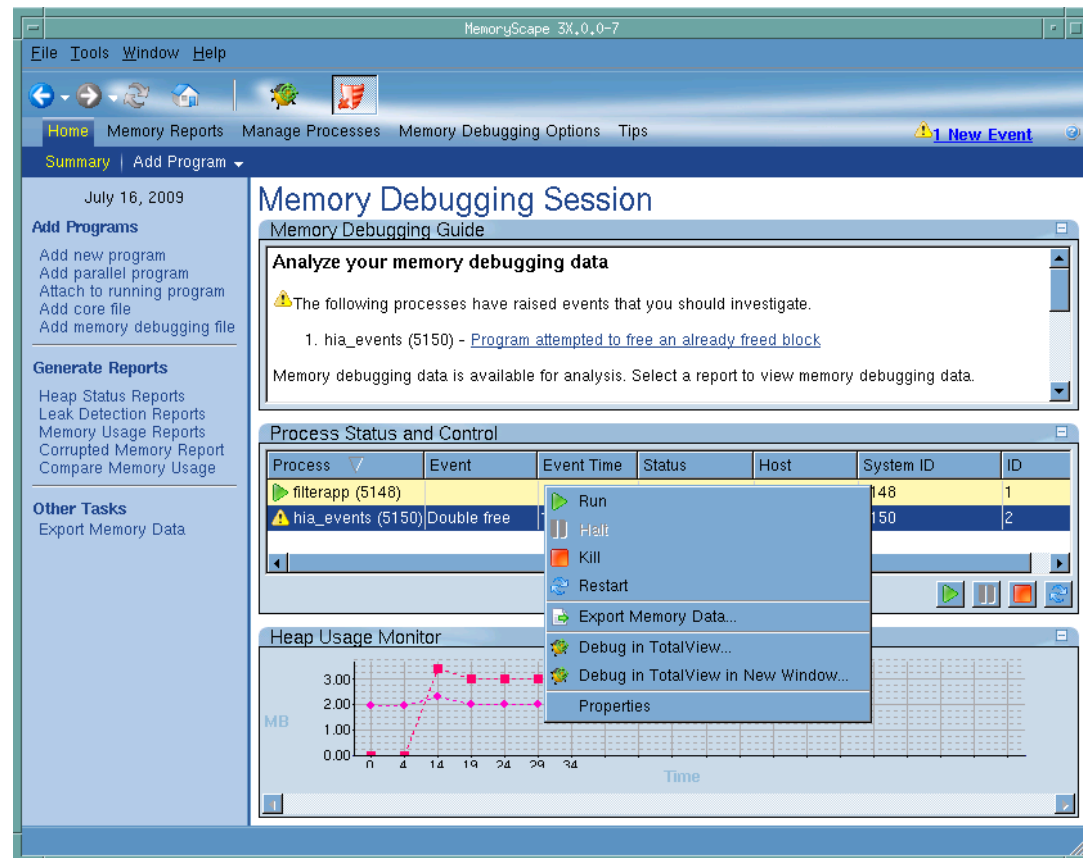 MemoryScape 3X.0.0-7
File Tools Window Help
Home Memory Reports Manage Processes Memory Debugging Options Tips 1 New Event
Summary | Add Program
July 16, 2009
Add Programs
Add new program
Add parallel program
Attach to running program
Add core file
Add memory debugging file
Generate Reports
Heap Status Reports
Leak Detection Reports
Memory Usage Reports
Corrupted Memory Report
Compare Memory Usage
Other Tasks
Export Memory Data
Memory Debugging Session
Memory Debugging Guide
Analyze your memory debugging data
The following processes have raised events that you should investigate.
1. hia_events (5150) - Program attempted to free an already freed block
Memory debugging data is available for analysis. Select a report to view memory debugging data.
Process Status and Control
Process Event Event Time Status Host System ID ID
filterapp (5148) 148 1
hia_events (5150) Double free 150 2
Run
Halt
Kill
Restart
Export Memory Data...
Debug in TotalView...
Debug in TotalView in New Window...
Properties
Heap Usage Monitor
3.00
2.00
MB
1.00
0.00
0 4 14 19 24 29 34
Time